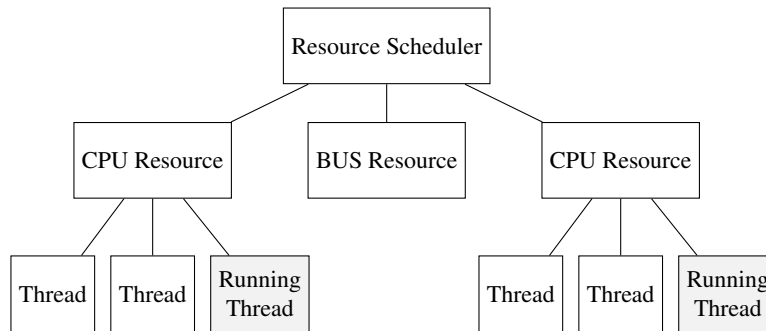 Resource Scheduler
CPU Resource
BUS Resource
CPU Resource
Thread
Thread
Running
Thread
Thread
Thread
Running
Thread